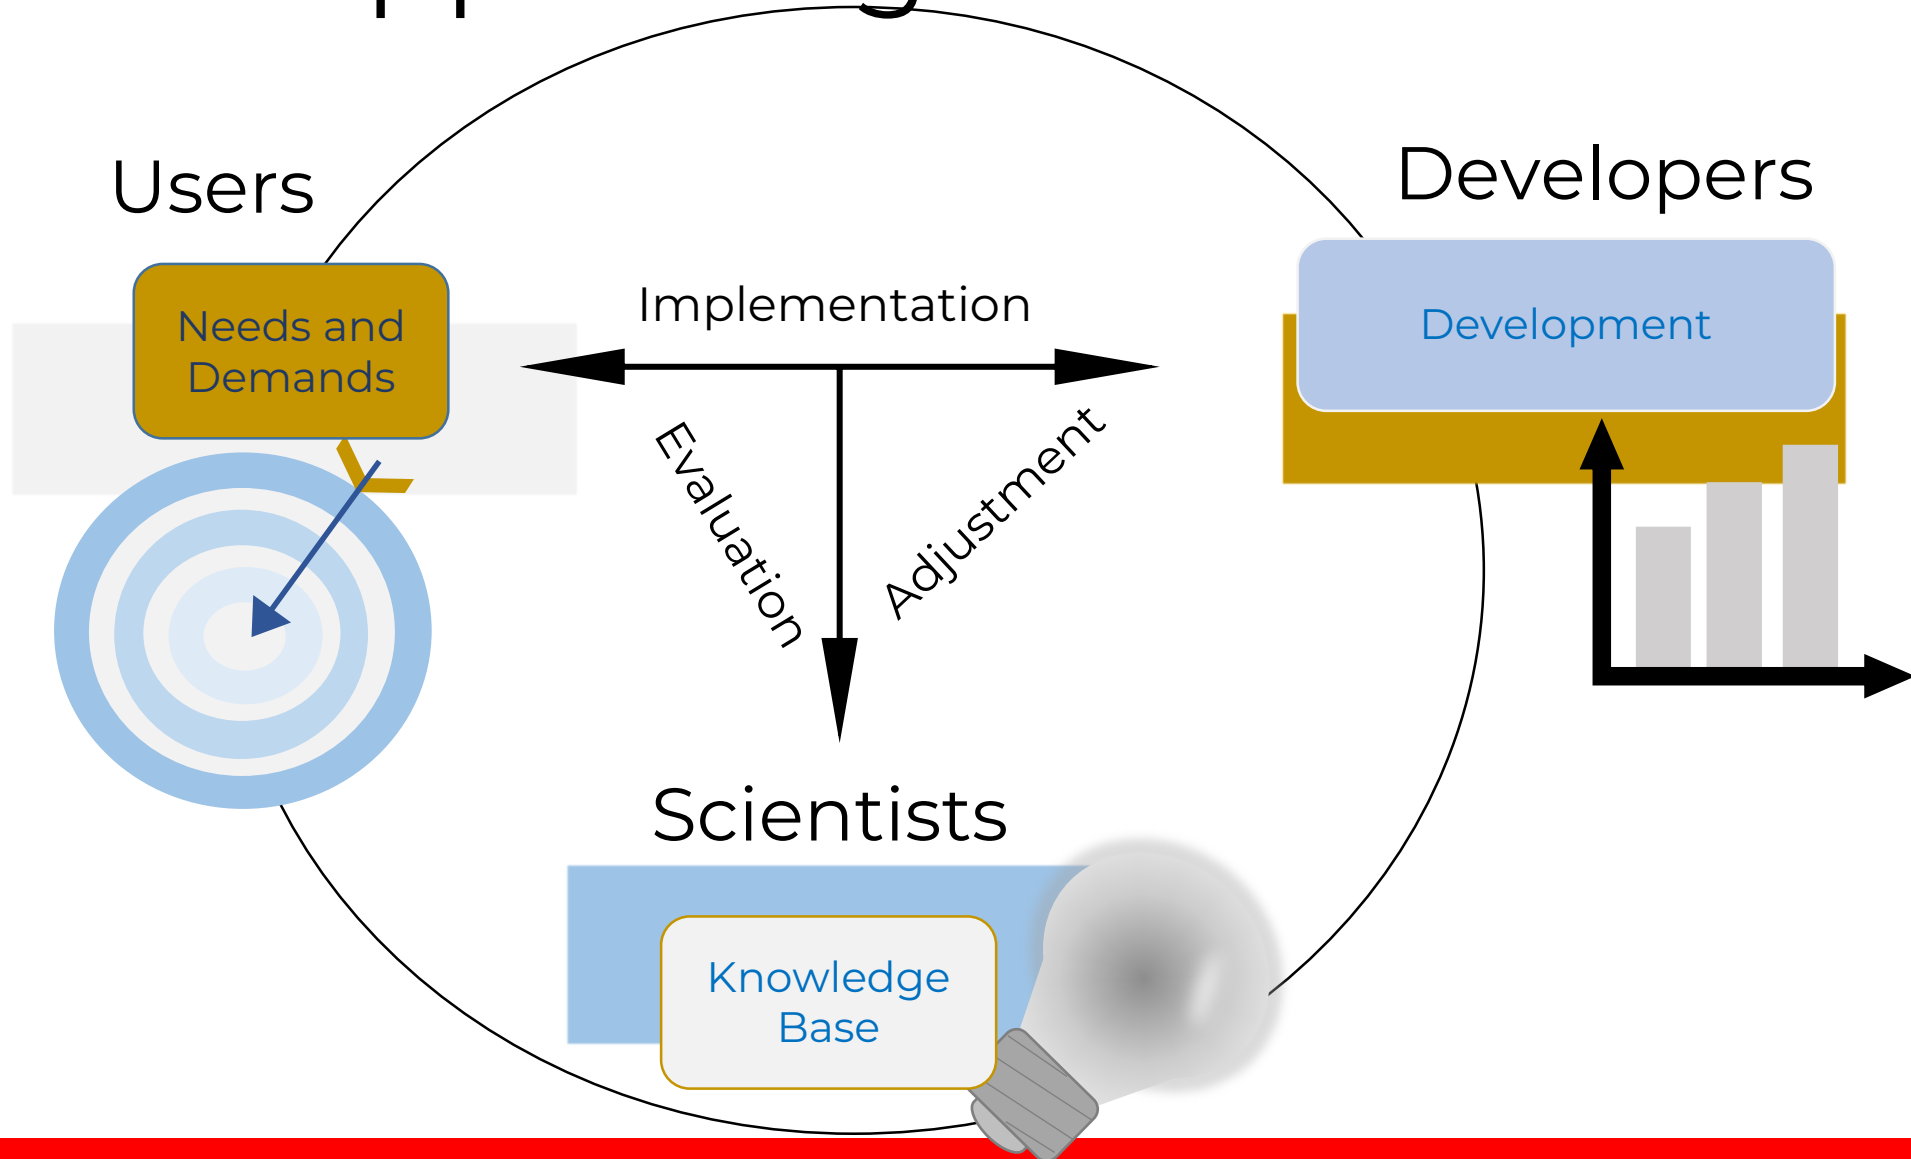 Users
Developers
Needs and
Demands
Implementation
Development
Evaluation
Adjustment
Scientists
Knowledge
Base